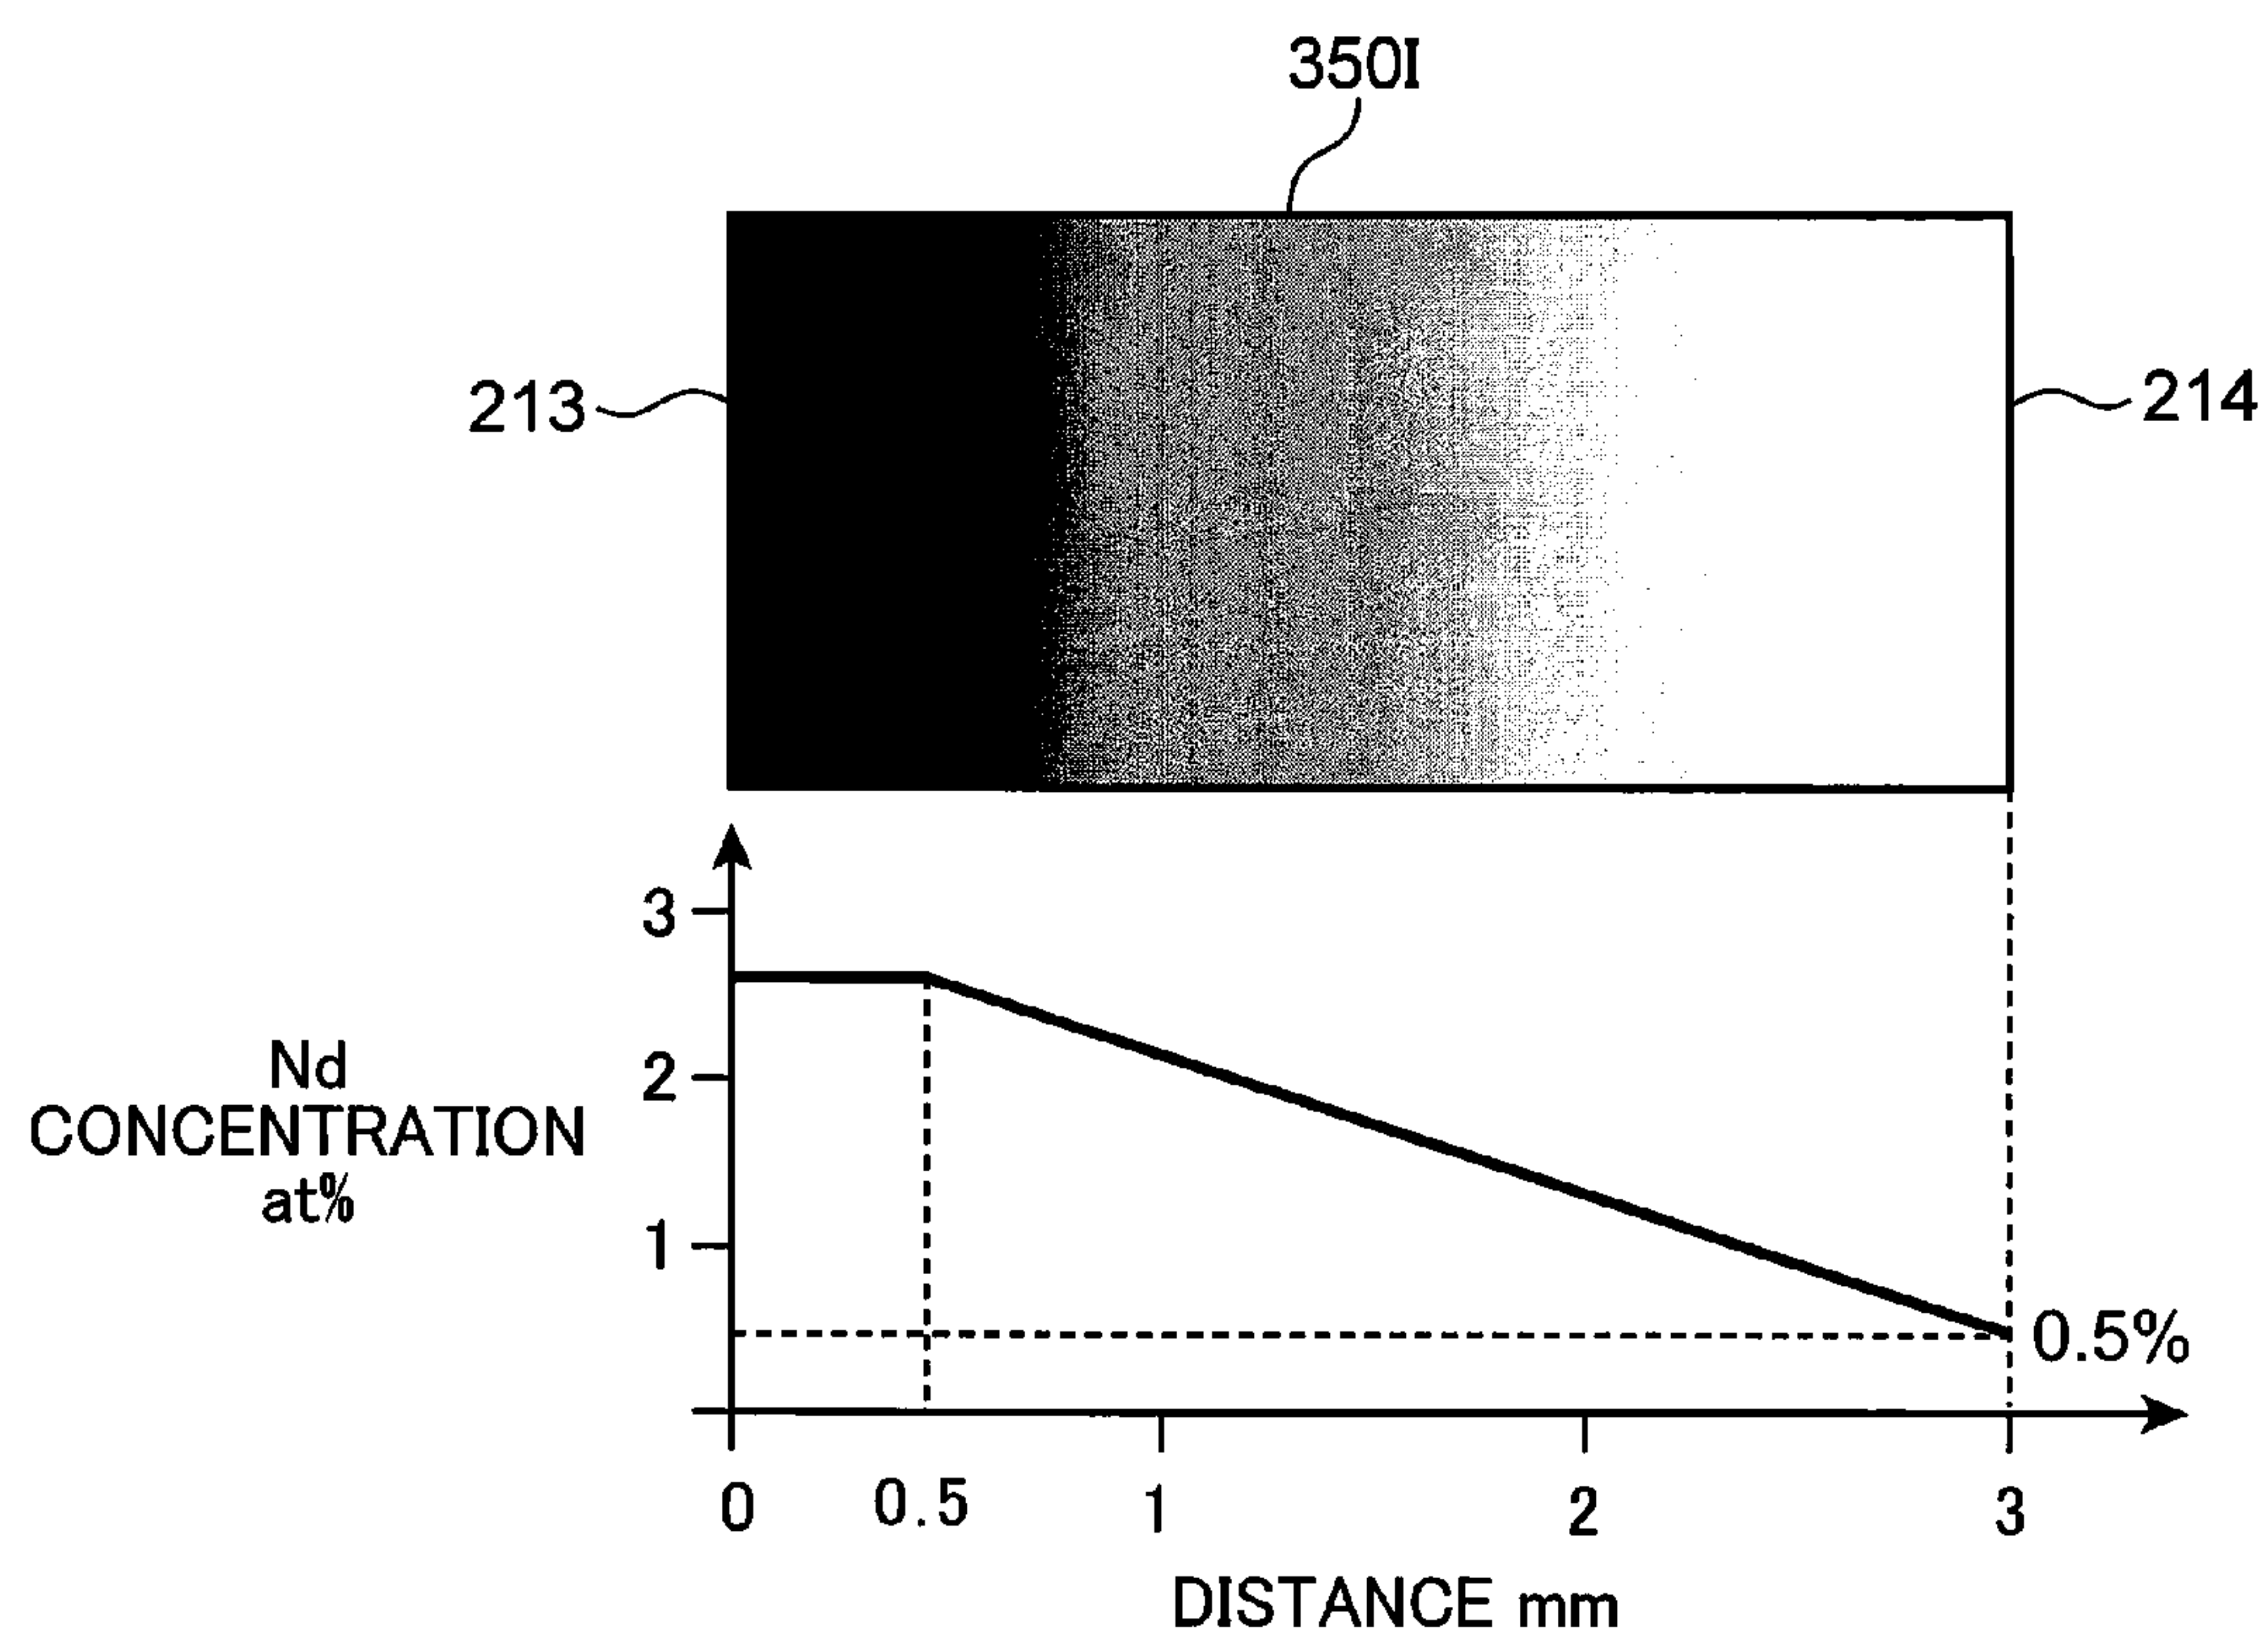 350I
213
214
3
Nd
2
CONCENTRATION
at%
1
0.5%
0
0.5
1
2
3
DISTANCE mm